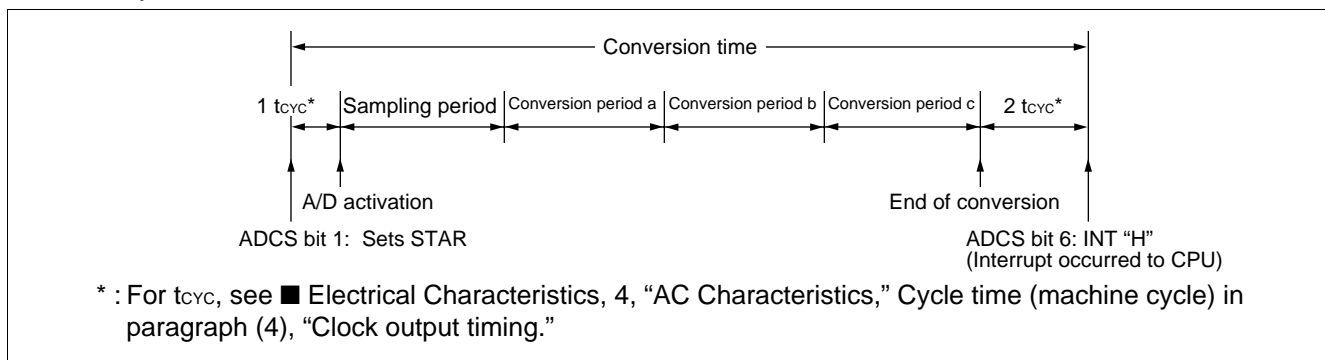 Conversion time
1 tCYC* Sampling period Conversion period a Conversion period b Conversion period c 2 tCYC*
A/D activation End of conversion
ADCS bit 1: Sets STAR ADCS bit 6: INT “H”
(Interrupt occurred to CPU)
* : For tCYC, see ■ Electrical Characteristics, 4, “AC Characteristics,” Cycle time (machine cycle) in
paragraph (4), “Clock output timing.”